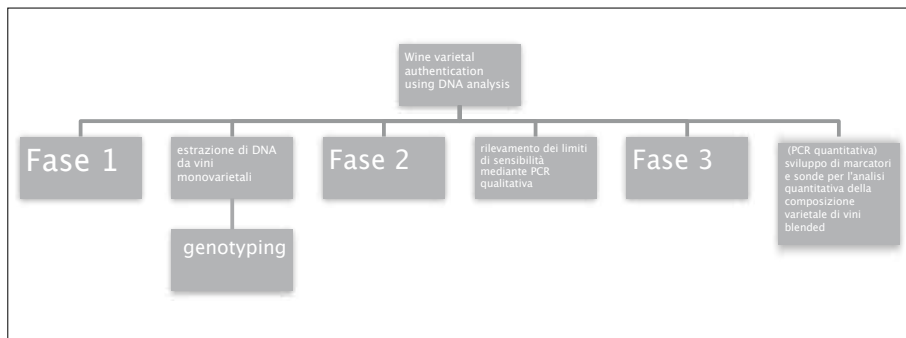 Wine varietal
authentication
using DNA analysis
Fase 1
estrazione di DNA
da vini
monovarietali
Fase 2
rilevamento dei limiti
di sensibilità
mediante PCR
qualitativa
Fase 3
(PCR quantitativa)
sviluppo di marcatori
e sonde per l'analisi
quantitativa della
composizione
varietale di vini
blended
genotyping